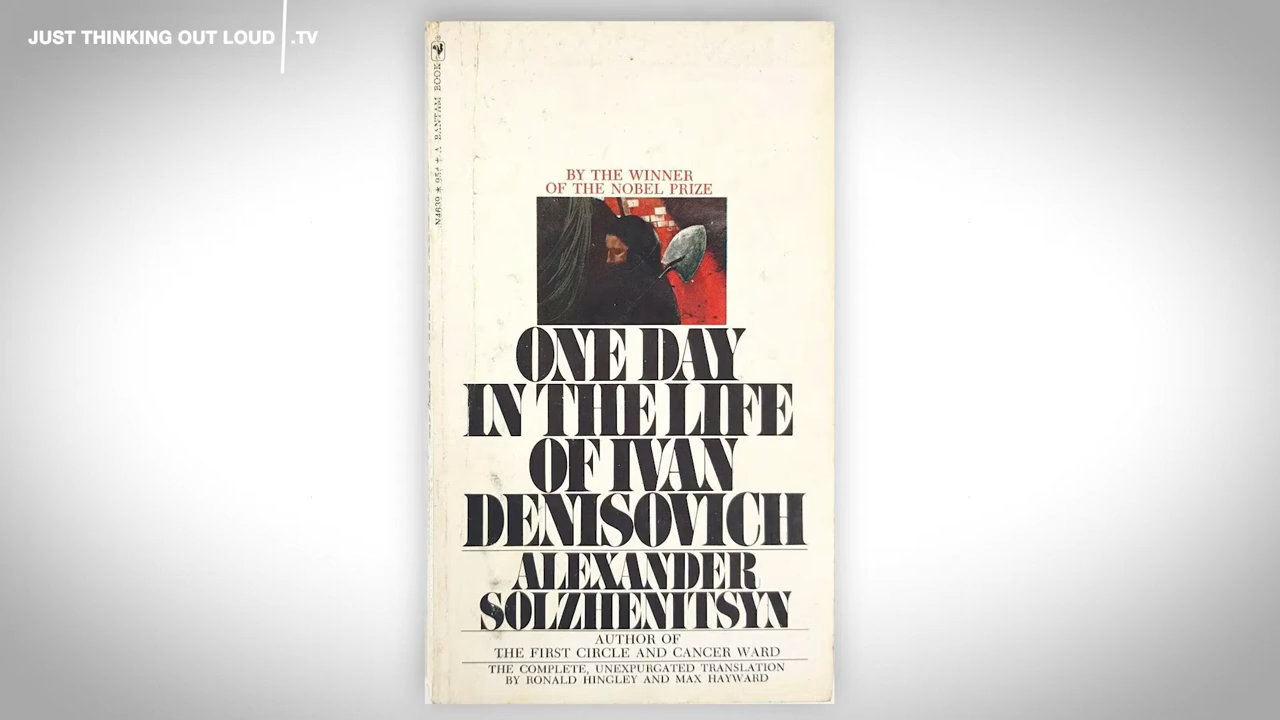 JUST THINKING OUT LOUD .TV
N4639 ★ 95¢ ★ A BANTAM BOOK
BY THE WINNER
OF THE NOBEL PRIZE
ONE DAY
IN THE LIFE
OF IVAN
DENISOVICH
ALEXANDER
SOLZHENITSYN
AUTHOR OF
THE FIRST CIRCLE AND CANCER WARD
THE COMPLETE, UNEXPURGATED TRANSLATION
BY RONALD HINGLEY AND MAX HAYWARD